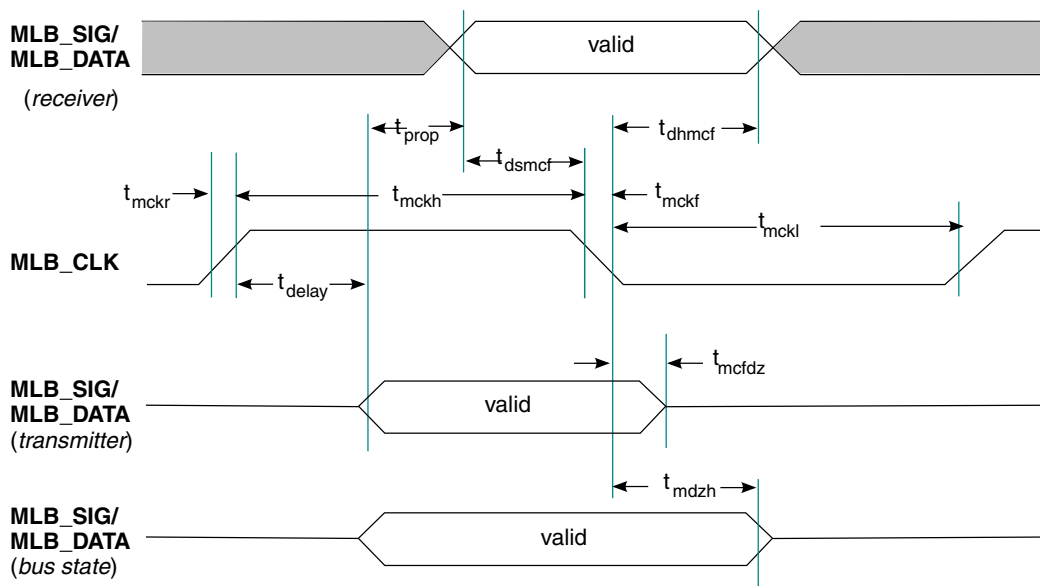 MLB_SIG/
MLB_DATA
(receiver)
valid
tprop
tdhmcf
tdsmcf
tmckr
tmckh
tmckf
tmckl
MLB_CLK
tdelay
tmcfdz
MLB_SIG/
MLB_DATA
(transmitter)
valid
tmdzh
MLB_SIG/
MLB_DATA
(bus state)
valid